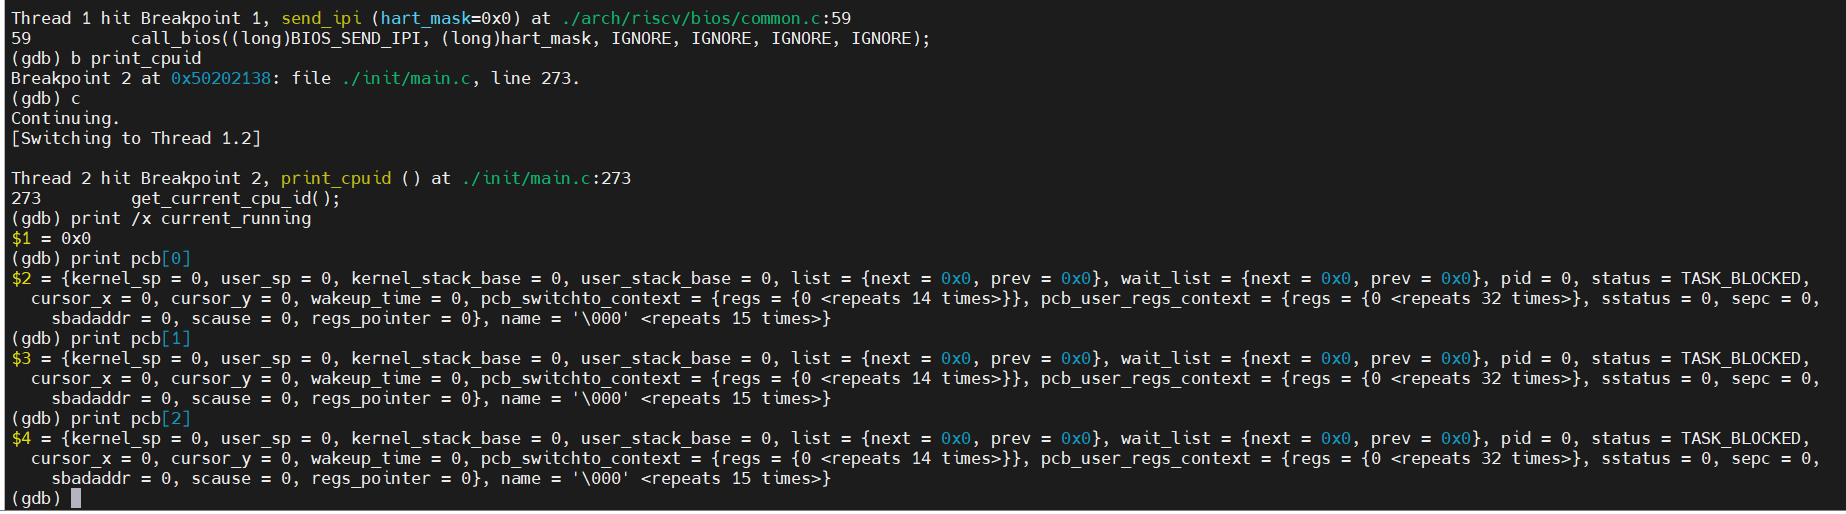 Thread 1 hit Breakpoint 1, send_ipi (hart_mask=0x0) at ./arch/riscv/bios/common.c:59
59          call_bios((long)BIOS_SEND_IPI, (long)hart_mask, IGNORE, IGNORE, IGNORE, IGNORE);
(gdb) b print_cpuid
Breakpoint 2 at 0x50202138: file ./init/main.c, line 273.
(gdb) c
Continuing.
[Switching to Thread 1.2]
Thread 2 hit Breakpoint 2, print_cpuid () at ./init/main.c:273
273         get_current_cpu_id();
(gdb) print /x current_running
$1 = 0x0
(gdb) print pcb[0]
$2 = {kernel_sp = 0, user_sp = 0, kernel_stack_base = 0, user_stack_base = 0, list = {next = 0x0, prev = 0x0}, wait_list = {next = 0x0, prev = 0x0}, pid = 0, status = TASK_BLOCKED,
  cursor_x = 0, cursor_y = 0, wakeup_time = 0, pcb_switchto_context = {regs = {0 <repeats 14 times>}}, pcb_user_regs_context = {regs = {0 <repeats 32 times>}, sstatus = 0, sepc = 0,
    sbadaddr = 0, scause = 0, regs_pointer = 0}, name = '\000' <repeats 15 times>}
(gdb) print pcb[1]
$3 = {kernel_sp = 0, user_sp = 0, kernel_stack_base = 0, user_stack_base = 0, list = {next = 0x0, prev = 0x0}, wait_list = {next = 0x0, prev = 0x0}, pid = 0, status = TASK_BLOCKED,
  cursor_x = 0, cursor_y = 0, wakeup_time = 0, pcb_switchto_context = {regs = {0 <repeats 14 times>}}, pcb_user_regs_context = {regs = {0 <repeats 32 times>}, sstatus = 0, sepc = 0,
    sbadaddr = 0, scause = 0, regs_pointer = 0}, name = '\000' <repeats 15 times>}
(gdb) print pcb[2]
$4 = {kernel_sp = 0, user_sp = 0, kernel_stack_base = 0, user_stack_base = 0, list = {next = 0x0, prev = 0x0}, wait_list = {next = 0x0, prev = 0x0}, pid = 0, status = TASK_BLOCKED,
  cursor_x = 0, cursor_y = 0, wakeup_time = 0, pcb_switchto_context = {regs = {0 <repeats 14 times>}}, pcb_user_regs_context = {regs = {0 <repeats 32 times>}, sstatus = 0, sepc = 0,
    sbadaddr = 0, scause = 0, regs_pointer = 0}, name = '\000' <repeats 15 times>}
(gdb)